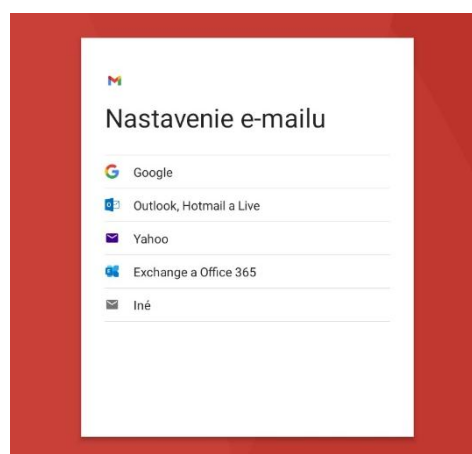 Nastavenie e-mailu
Google
Outlook, Hotmail a Live
Yahoo
Exchange a Office 365
Iné